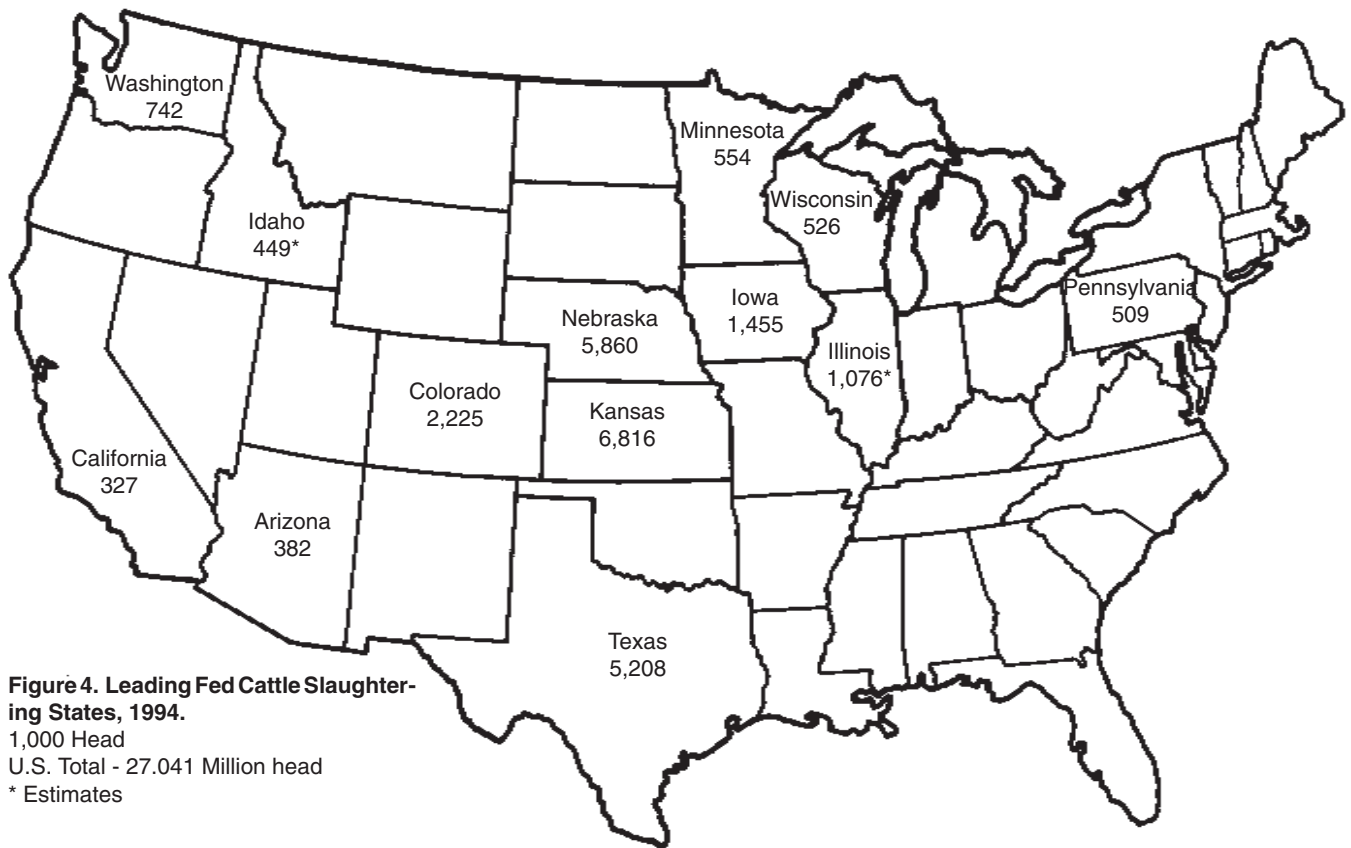 Washington
742
Minnesota
554
Wisconsin
526
Idaho
449*
Pennsylvania
509
Iowa
1,455
Nebraska
5,860
Illinois
1,076*
Colorado
2,225
Kansas
6,816
California
327
Arizona
382
Texas
5,208
Figure 4. Leading Fed Cattle Slaughter-
ing States, 1994.
1,000 Head
U.S. Total - 27.041 Million head
* Estimates